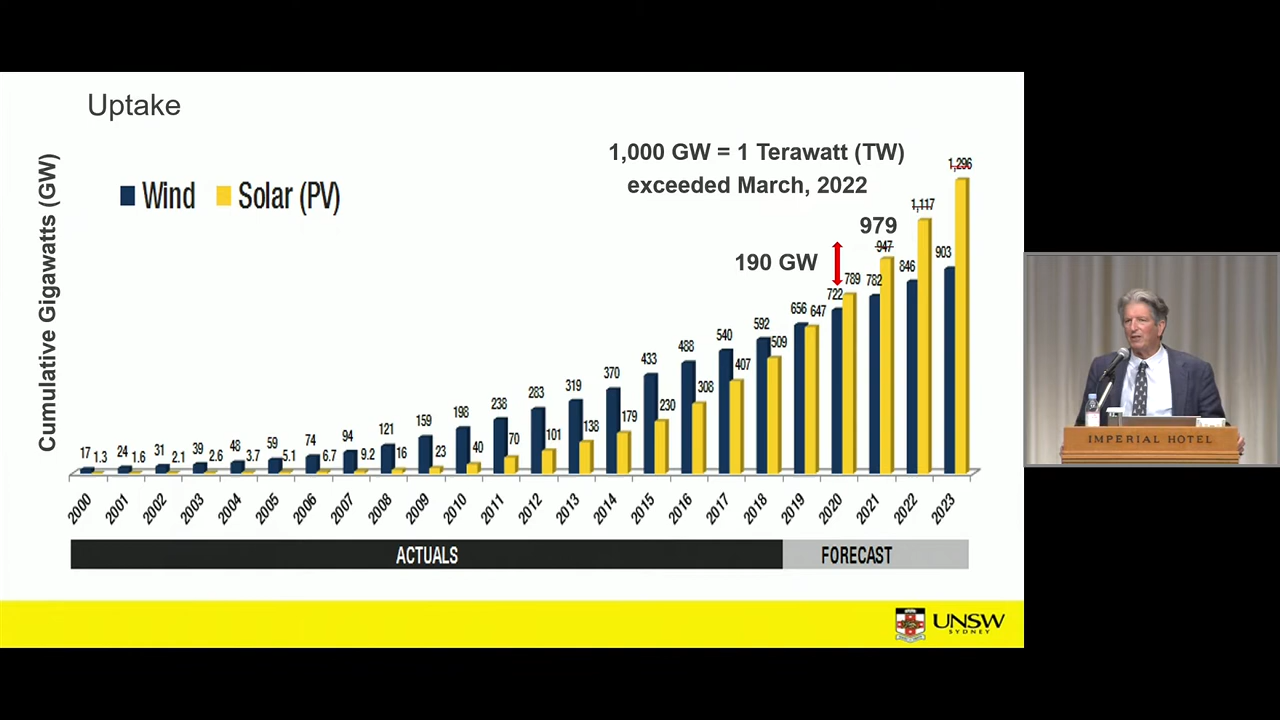 Uptake
Cumulative Gigawatts (GW)
Wind
Solar (PV)
1,000 GW = 1 Terawatt (TW)
exceeded March, 2022
190 GW
979
17 1.3 24 1.6 31 2.1 39 2.6 48 3.7 59 5.1 74 6.7 94 9.2 121 16 159 23 198 40 238 70 283 101 319 138 370 179 433 230 488 308 540 407 592 509 656 647 722 789 782 947 846 1,117 903 1,296
2000 2001 2002 2003 2004 2005 2006 2007 2008 2009 2010 2011 2012 2013 2014 2015 2016 2017 2018 2019 2020 2021 2022 2023
ACTUALS
FORECAST
UNSW
SYDNEY
IMPERIAL HOTEL